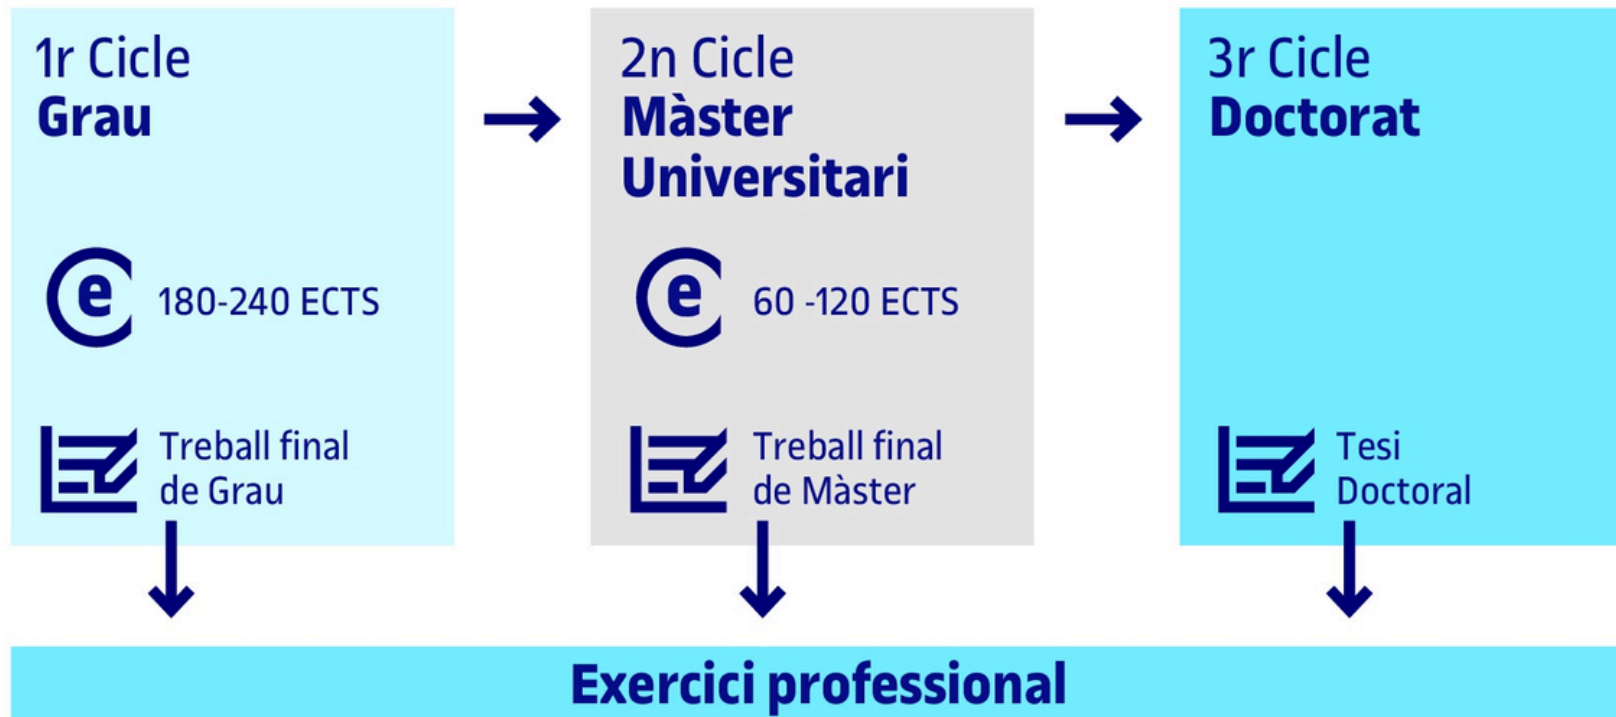 1r Cicle
Grau
e
180-240 ECTS
Treball final
de Grau
2n Cicle
Màster
Universitari
e
60 -120 ECTS
Treball final
de Màster
3r Cicle
Doctorat
Tesi
Doctoral
Exercici professional